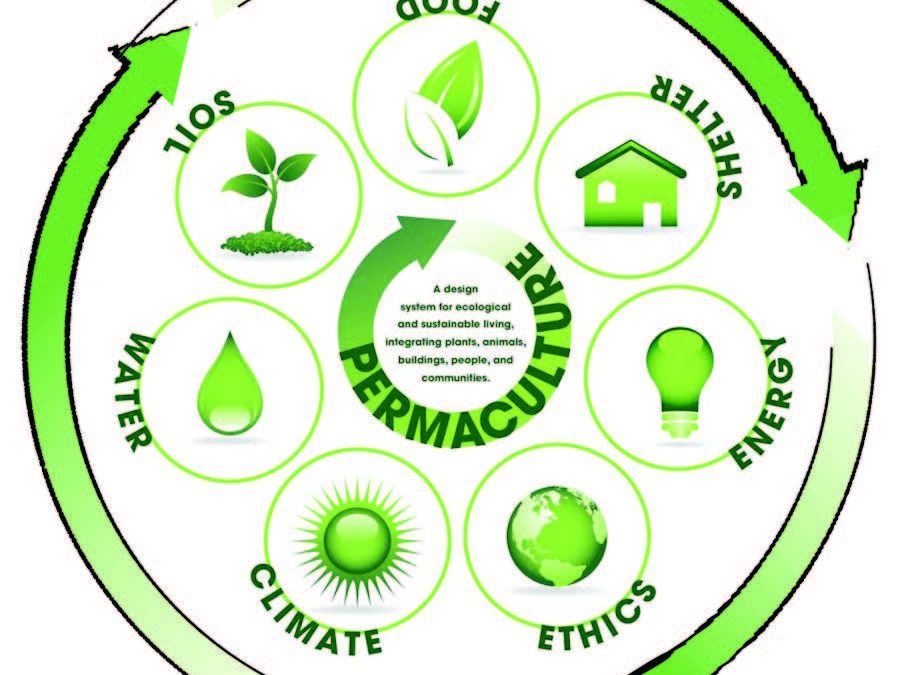 FOOD
SHELTER
ENERGY
ETHICS
CLIMATE
WATER
SOIL
PERMACULTURE
A design
system for ecological
and sustainable living,
integrating plants, animals,
buildings, people, and
communities.